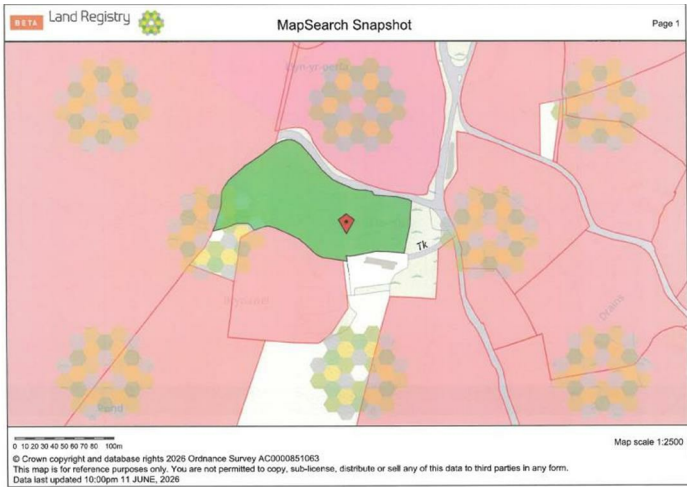 BETA Land Registry
MapSearch Snapshot
Page 1
Tk
Drains
Pond
0 10 20 30 40 50 60 70 80 100m
Map scale 1:2500
© Crown copyright and database rights 2026 Ordnance Survey AC0000851063
This map is for reference purposes only. You are not permitted to copy, sub-license, distribute or sell any of this data to third parties in any form.
Data last updated 10:00pm 11 JUNE, 2026